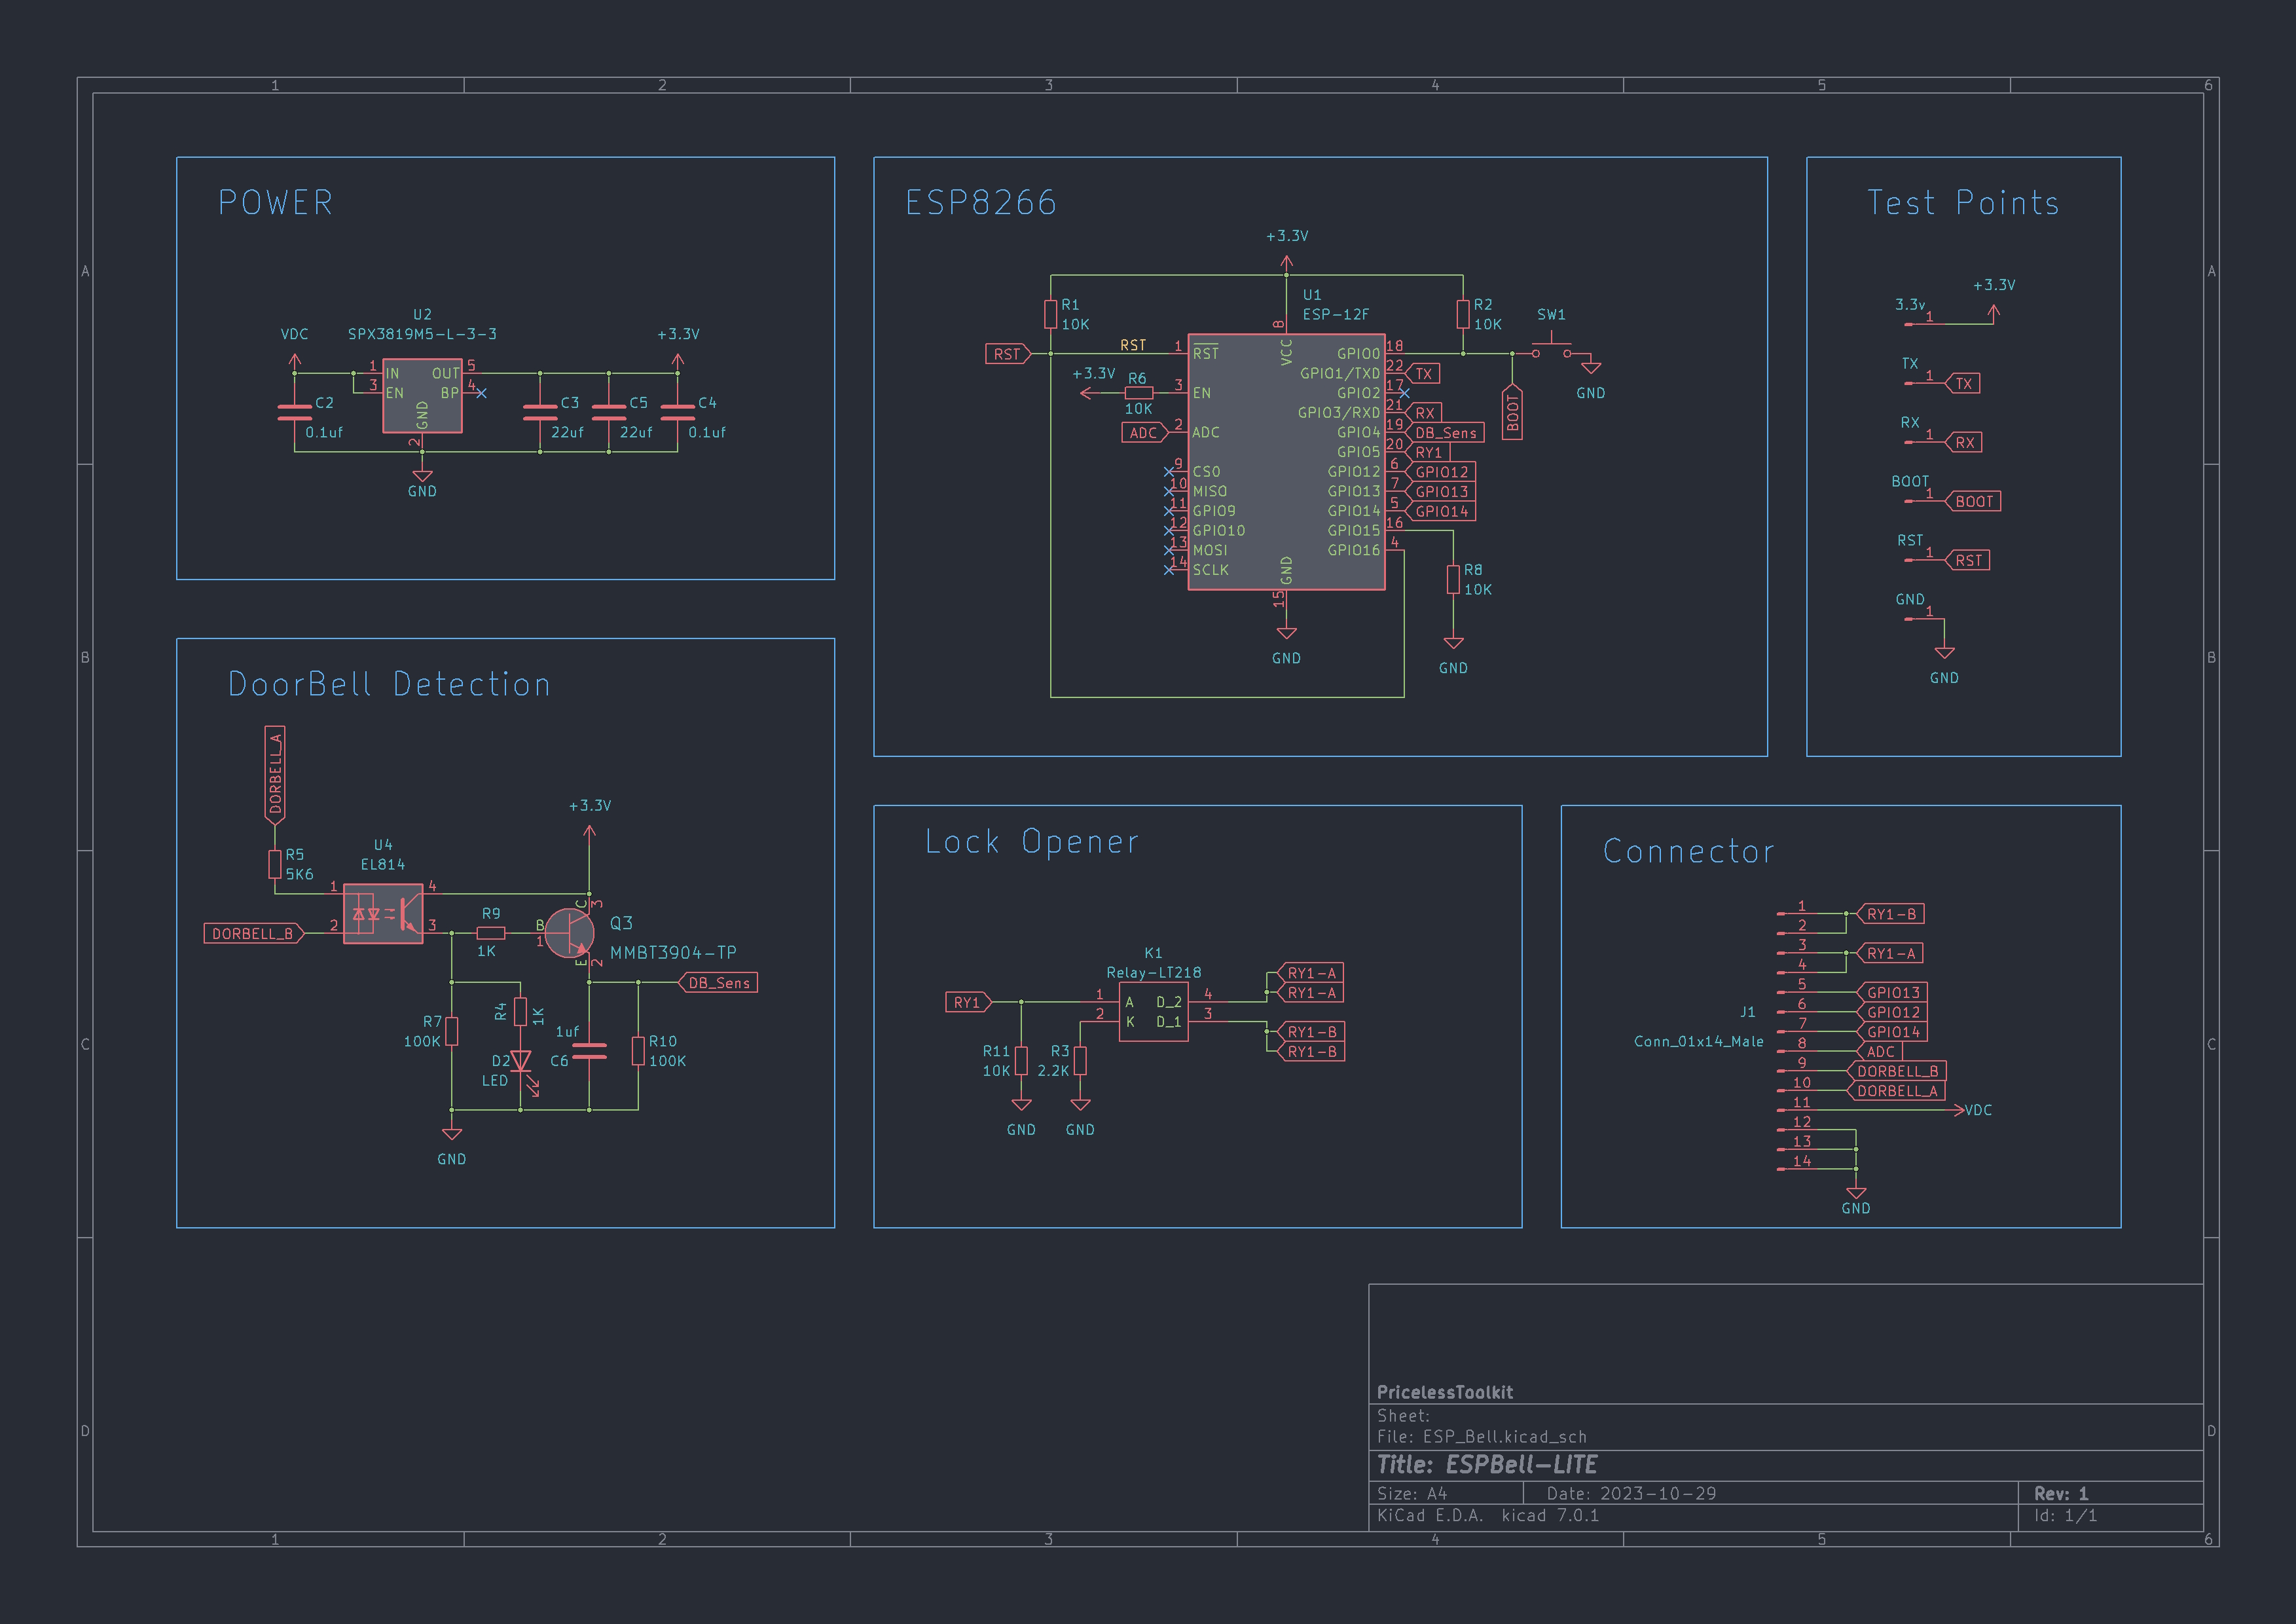 1 2 3 4 5 6
A
B
C
D
POWER
U2
SPX3819M5-L-3-3
VDC
+3.3V
1 IN OUT 5
3 EN BP 4
GND
2
C2
0.1uf
C3
22uf
C5
22uf
C4
0.1uf
GND
ESP8266
+3.3V
R1
10K
U1
ESP-12F
R2
10K
SW1
GND
BOOT
RST
RST
+3.3V
R6
10K
ADC
8
VCC
1 RST
3 EN
2 ADC
9 CS0
10 MISO
11 GPIO9
12 GPIO10
13 MOSI
14 SCLK
GPIO0 18
GPIO1/TXD 22 TX
GPIO2 17
GPIO3/RXD 21 RX
GPIO4 19 DB_Sens
GPIO5 20 RY1
GPIO12 6 GPIO12
GPIO13 7 GPIO13
GPIO14 5 GPIO14
GPIO15 16
GPIO16 4
GND
15
GND
R8
10K
GND
Test Points
3.3v
1
+3.3V
TX
1 TX
RX
1 RX
BOOT
1 BOOT
RST
1 RST
GND
1
GND
DoorBell Detection
DORBELL_A
R5
5K6
U4
EL814
1 4
2 3
DORBELL_B
+3.3V
R9
1K
B
1
C
3
E
2
Q3
MMBT3904-TP
DB_Sens
R7
100K
R4
1K
D2
LED
1uf
C6
R10
100K
GND
Lock Opener
K1
Relay-LT218
RY1
1 A D_2 4
2 K D_1 3
RY1-A
RY1-A
RY1-B
RY1-B
R11
10K
R3
2.2K
GND
GND
Connector
J1
Conn_01x14_Male
1 RY1-B
2
3 RY1-A
4
5 GPIO13
6 GPIO12
7 GPIO14
8 ADC
9 DORBELL_B
10 DORBELL_A
11 VDC
12
13
14
GND
PricelessToolkit
Sheet:
File: ESP_Bell.kicad_sch
Title: ESPBell-LITE
Size: A4 Date: 2023-10-29 Rev: 1
KiCad E.D.A. kicad 7.0.1 Id: 1/1
A
B
C
D
1 2 3 4 5 6